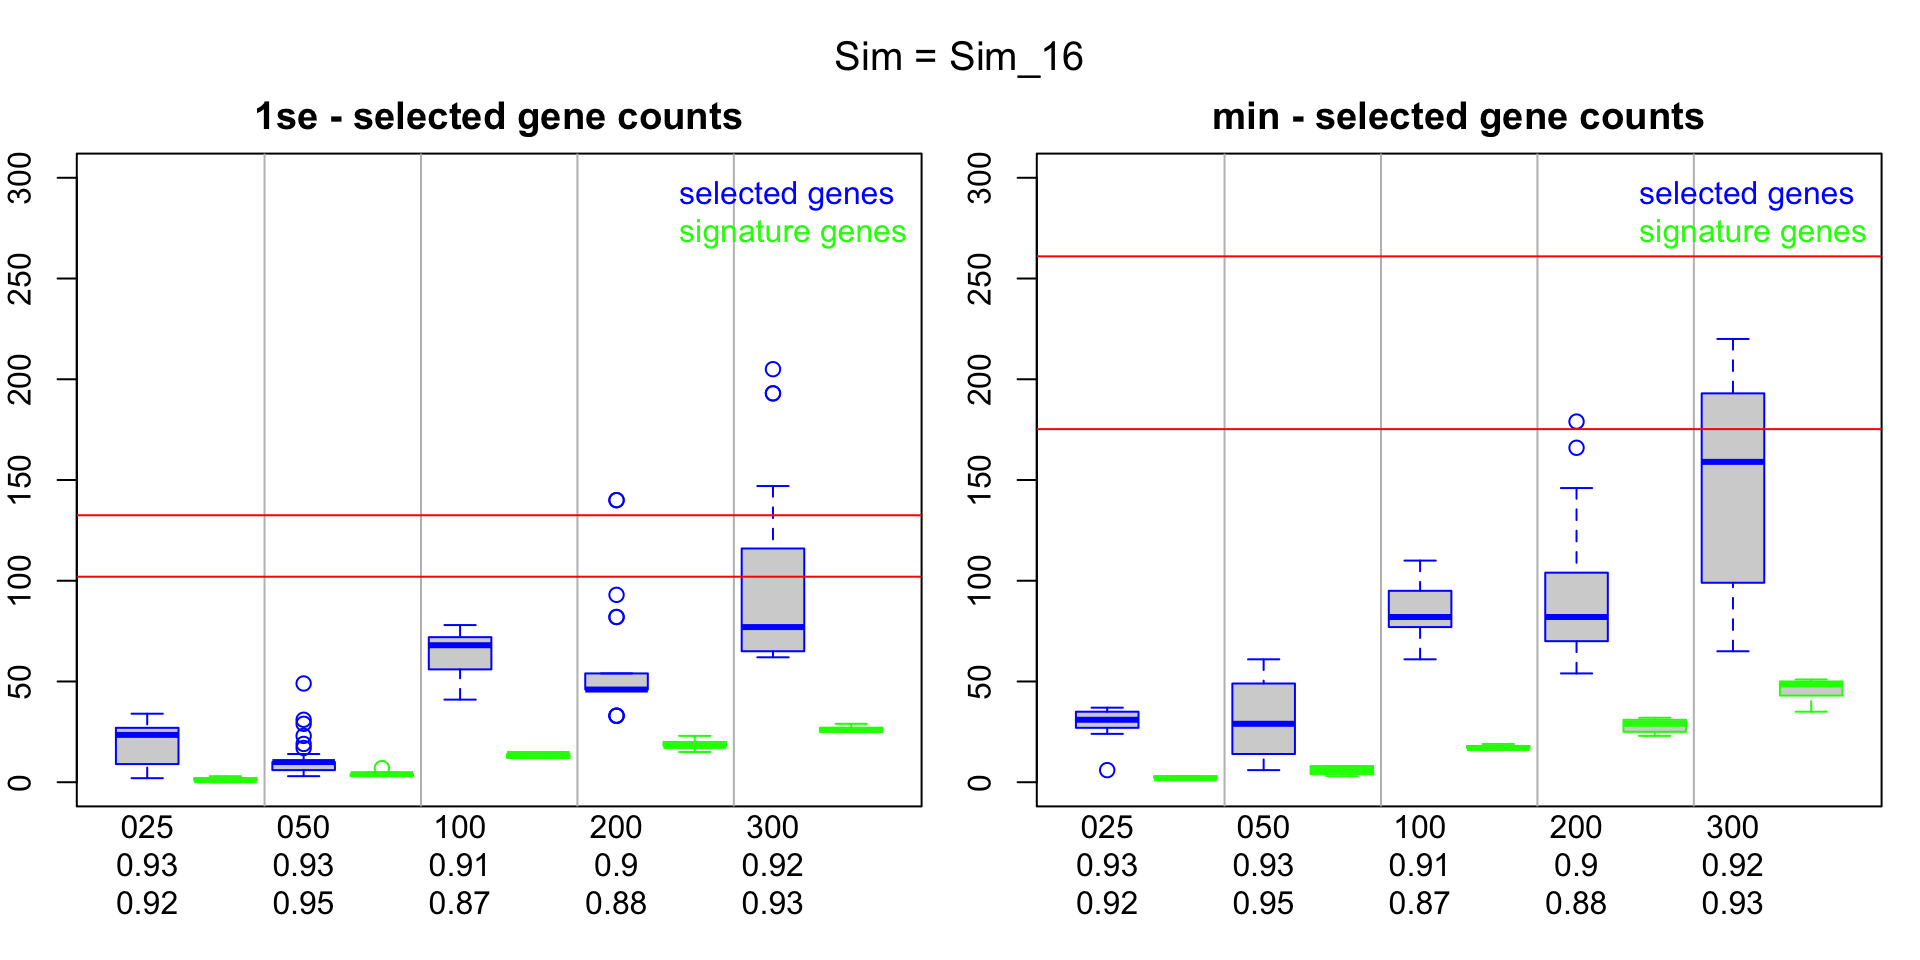 Sim = Sim_16
1se - selected gene counts
selected genes
signature genes
300
250
200
150
100
50
0
025 050 100 200 300
0.93 0.93 0.91 0.9 0.92
0.92 0.95 0.87 0.88 0.93
min - selected gene counts
selected genes
signature genes
300
250
200
150
100
50
0
025 050 100 200 300
0.93 0.93 0.91 0.9 0.92
0.92 0.95 0.87 0.88 0.93